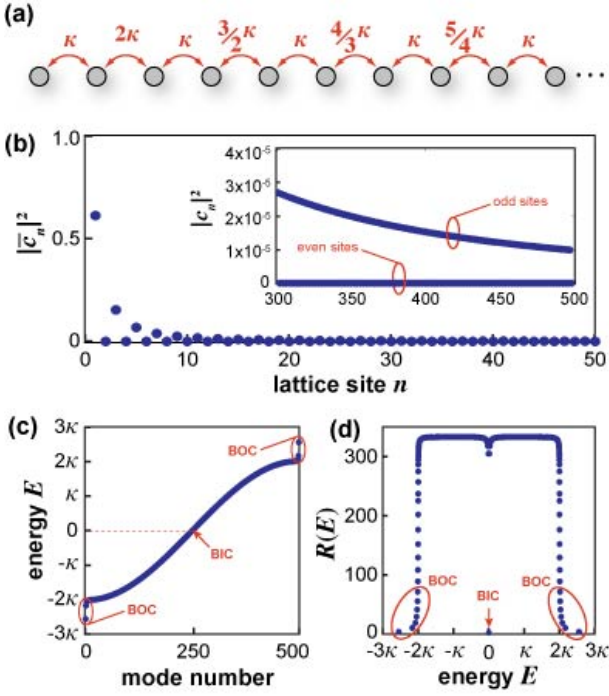 (a)
κ 2κ κ 3/2 κ κ 4/3 κ κ 5/4 κ κ
...
(b)
1.0
0.5
0
|c̅ₙ|²
0 10 20 30 40 50
lattice site n
4x10⁻⁵
3x10⁻⁵
2x10⁻⁵
1x10⁻⁵
0
|cₙ|²
odd sites
even sites
300 350 400 450 500
(c)
3κ
2κ
κ
0
-κ
-2κ
-3κ
energy E
BOC
BIC
BOC
0 250 500
mode number
(d)
300
200
100
0
R(E)
BOC BIC BOC
-3κ -2κ -κ 0 κ 2κ 3κ
energy E